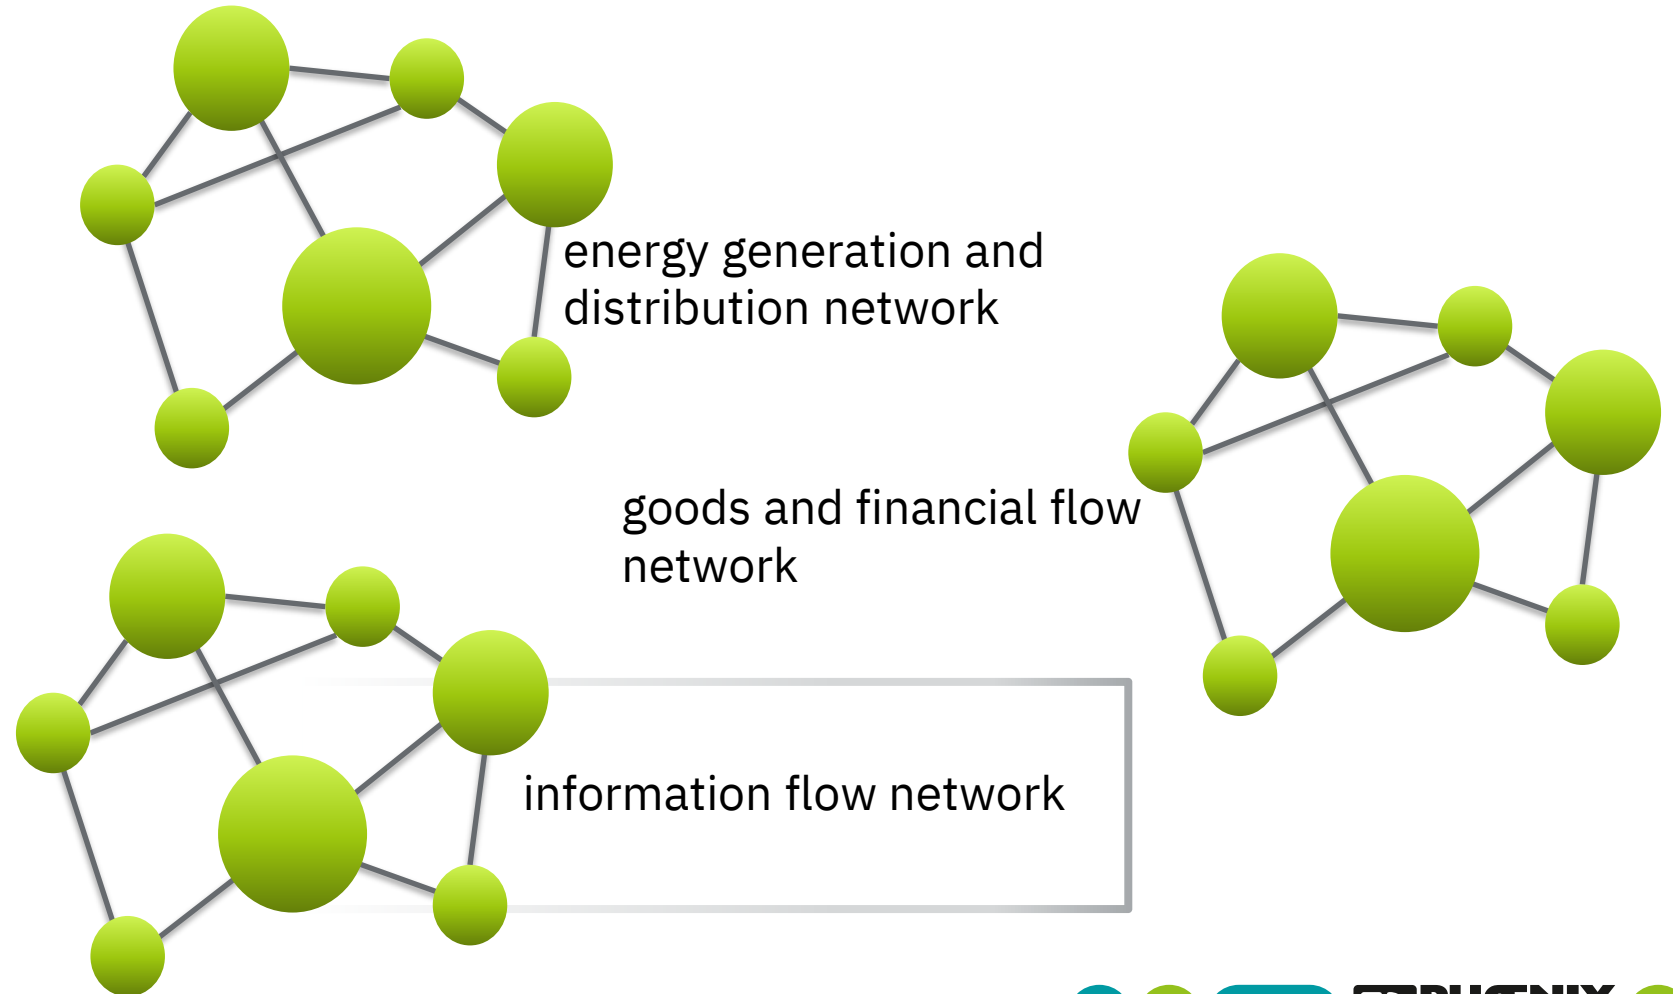 energy generation and
distribution network
goods and financial flow
network
information flow network